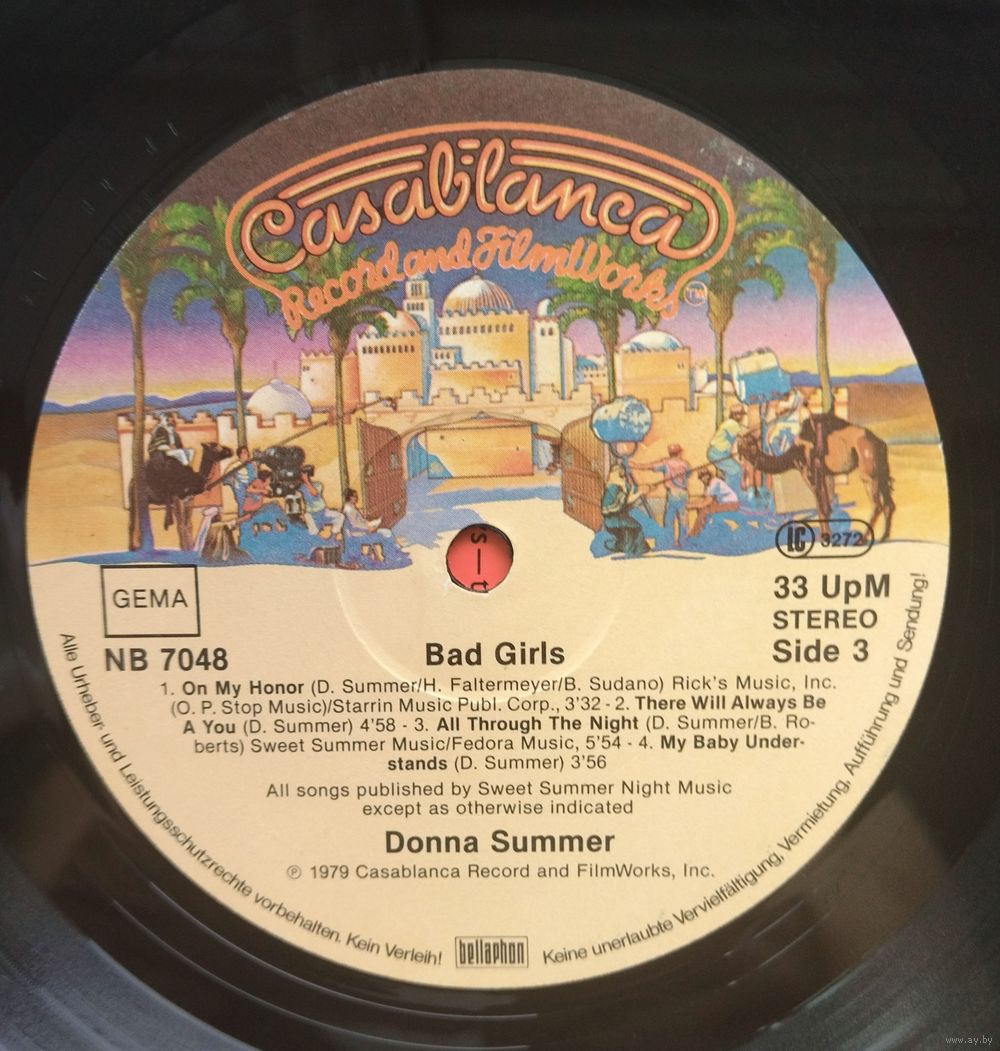 Casablanca
Record and FilmWorks TM
LC 3272
GEMA
33 UpM
STEREO
NB 7048
Side 3
Bad Girls
1. On My Honor (D. Summer/H. Faltermeyer/B. Sudano) Rick's Music, Inc.
(O. P. Stop Music)/Starrin Music Publ. Corp., 3'32 - 2. There Will Always Be
A You (D. Summer) 4'58 - 3. All Through The Night (D. Summer/B. Ro-
berts) Sweet Summer Music/Fedora Music, 5'54 - 4. My Baby Under-
stands (D. Summer) 3'56
All songs published by Sweet Summer Night Music
except as otherwise indicated
Donna Summer
℗ 1979 Casablanca Record and FilmWorks, Inc.
Alle Urheber- und Leistungsschutzrechte vorbehalten. Kein Verleih!
bellaphon
Keine unerlaubte Vervielfältigung, Vermietung, Aufführung und Sendung!
s – t
www.ay.by